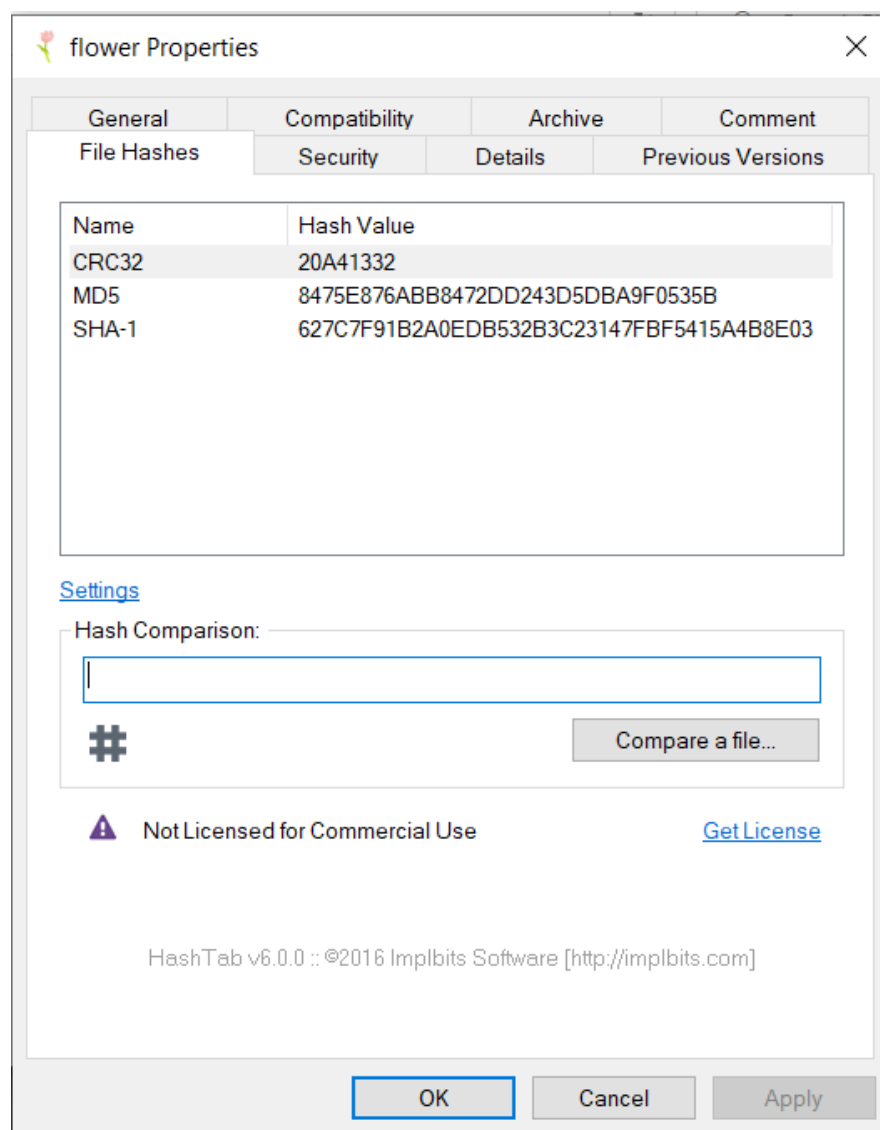 flower Properties
General Compatibility Archive Comment
File Hashes Security Details Previous Versions
Name Hash Value
CRC32 20A41332
MD5 8475E876ABB8472DD243D5DBA9F0535B
SHA-1 627C7F91B2A0EDB532B3C23147FBF5415A4B8E03
Settings
Hash Comparison:
Compare a file...
Not Licensed for Commercial Use Get License
HashTab v6.0.0 :: ©2016 Implbits Software [http://implbits.com]
OK Cancel Apply